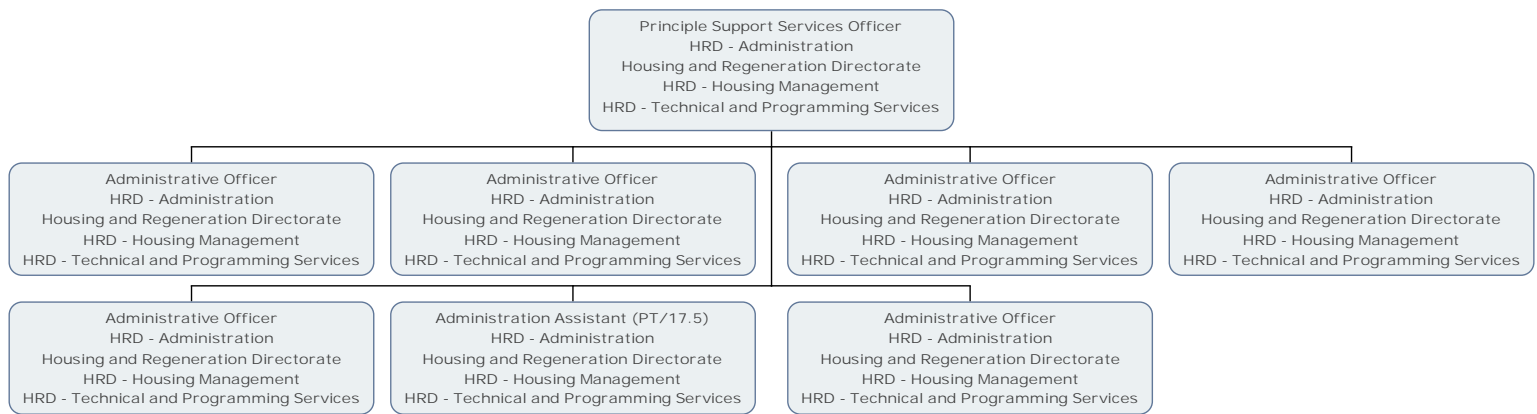 Principle Support Services Officer
HRD - Administration
Housing and Regeneration Directorate
HRD - Housing Management
HRD - Technical and Programming Services
Administrative Officer
HRD - Administration
Housing and Regeneration Directorate
HRD - Housing Management
HRD - Technical and Programming Services
Administrative Officer
HRD - Administration
Housing and Regeneration Directorate
HRD - Housing Management
HRD - Technical and Programming Services
Administrative Officer
HRD - Administration
Housing and Regeneration Directorate
HRD - Housing Management
HRD - Technical and Programming Services
Administrative Officer
HRD - Administration
Housing and Regeneration Directorate
HRD - Housing Management
HRD - Technical and Programming Services
Administrative Officer
HRD - Administration
Housing and Regeneration Directorate
HRD - Housing Management
HRD - Technical and Programming Services
Administration Assistant (PT/17.5)
HRD - Administration
Housing and Regeneration Directorate
HRD - Housing Management
HRD - Technical and Programming Services
Administrative Officer
HRD - Administration
Housing and Regeneration Directorate
HRD - Housing Management
HRD - Technical and Programming Services